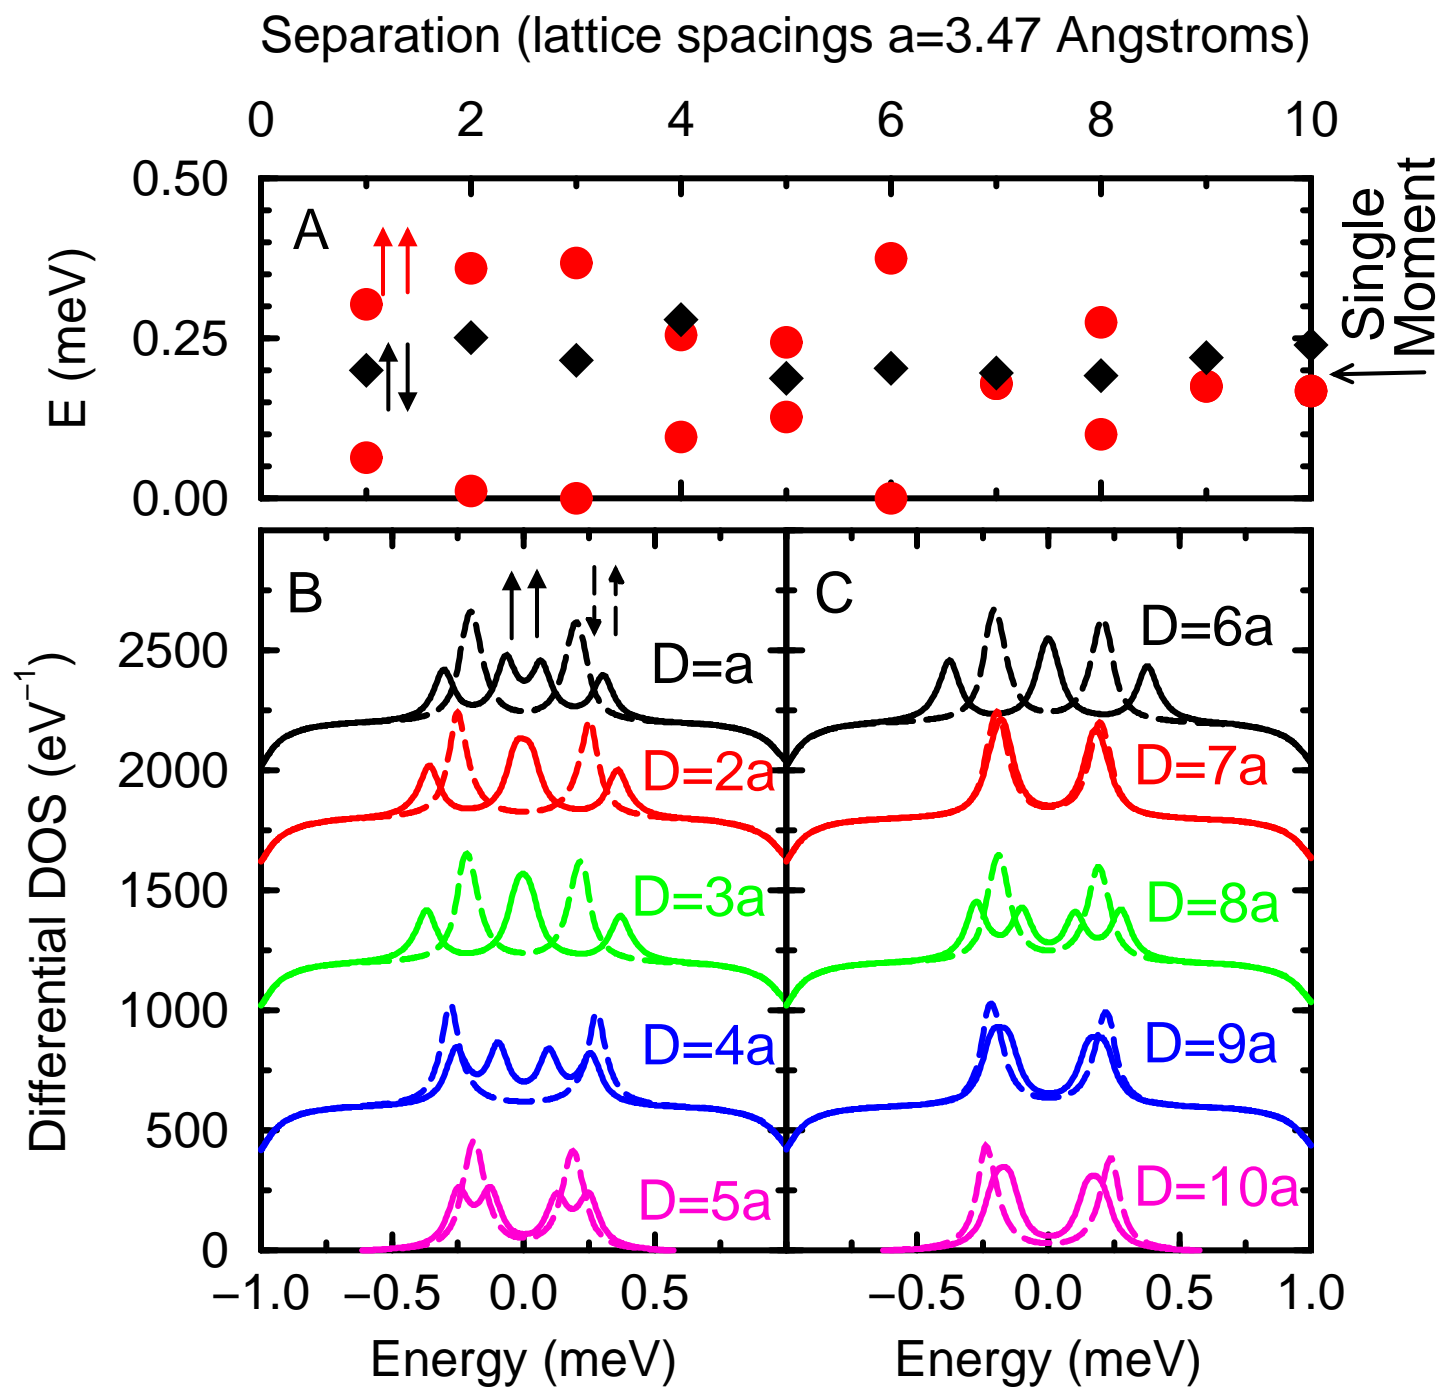 Separation (lattice spacings a=3.47 Angstroms)
0 2 4 6 8 10
0.50
0.25
0.00
E (meV)
A
Single
Moment
B
C
D=a
D=2a
D=3a
D=4a
D=5a
D=6a
D=7a
D=8a
D=9a
D=10a
2500
2000
1500
1000
500
0
Differential DOS (eV⁻¹)
−1.0 −0.5 0.0 0.5
−0.5 0.0 0.5 1.0
Energy (meV)
Energy (meV)